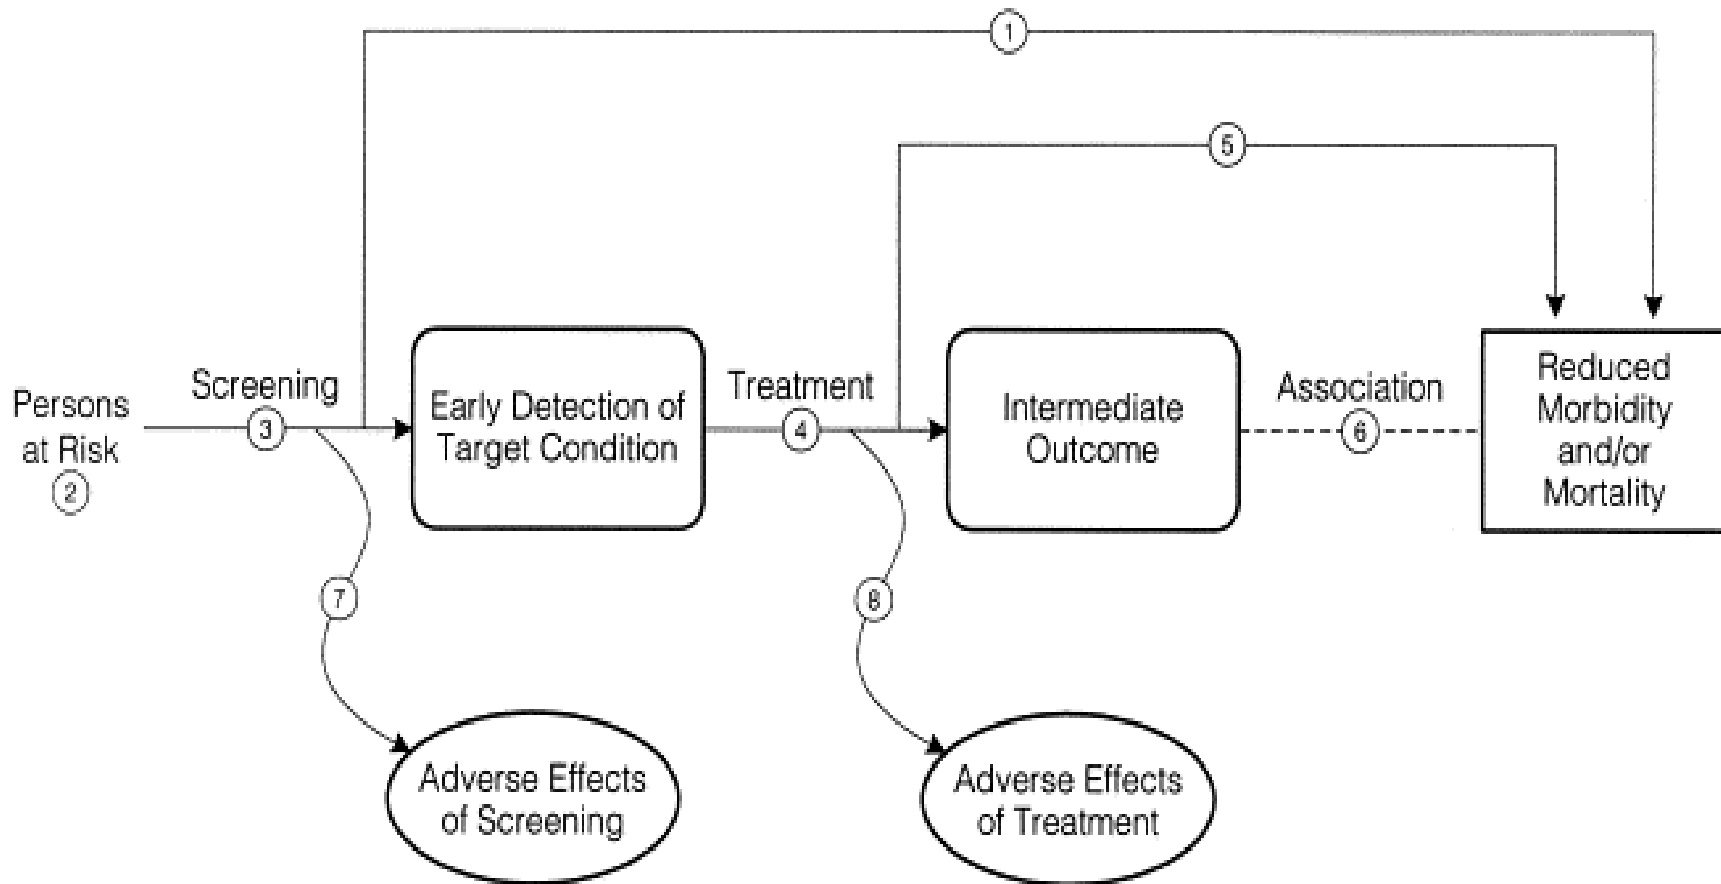 1
5
Screening
3
Persons
at Risk
2
Early Detection of
Target Condition
Treatment
4
Intermediate
Outcome
Association
6
Reduced
Morbidity
and/or
Mortality
7
8
Adverse Effects
of Screening
Adverse Effects
of Treatment